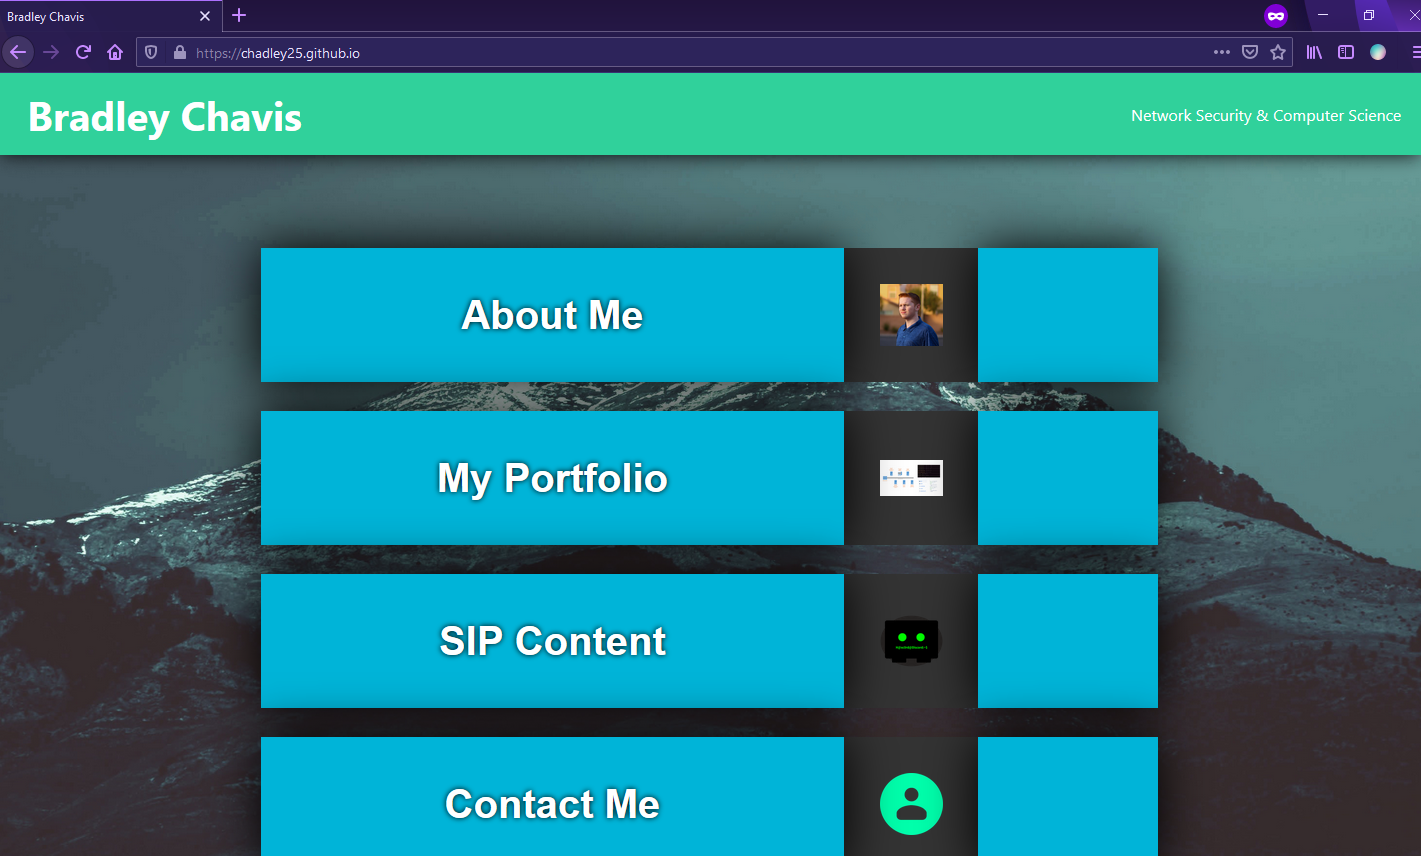 Bradley Chavis
https://chadley25.github.io
Bradley Chavis
Network Security & Computer Science
About Me
My Portfolio
SIP Content
Contact Me